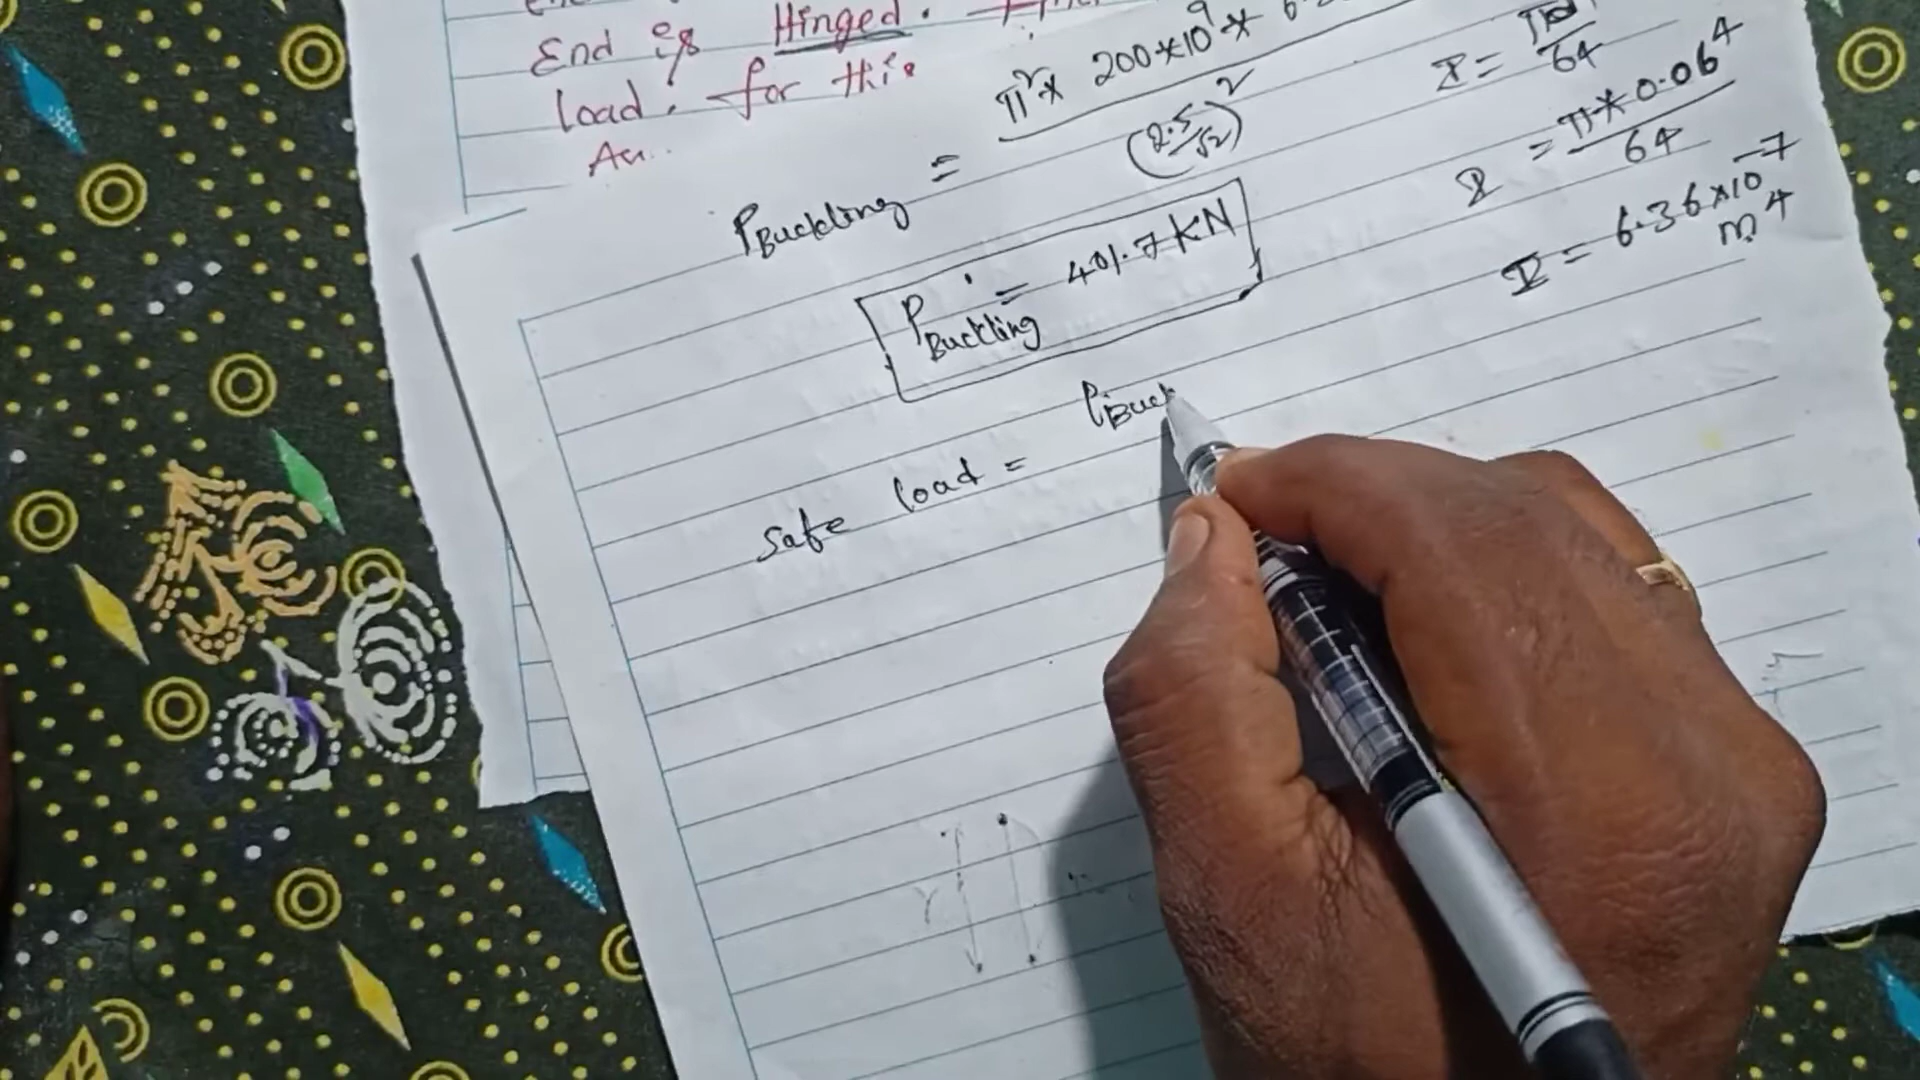 End is Hinged.
load. for this
π² * 200*10⁹ *
P Buckling = (2.5/√2)²
P Buckling = 401.7 KN
Safe load = P Buck
I = 64
I = π*0.06⁴ / 64
I = 6.36*10⁻⁷ m⁴